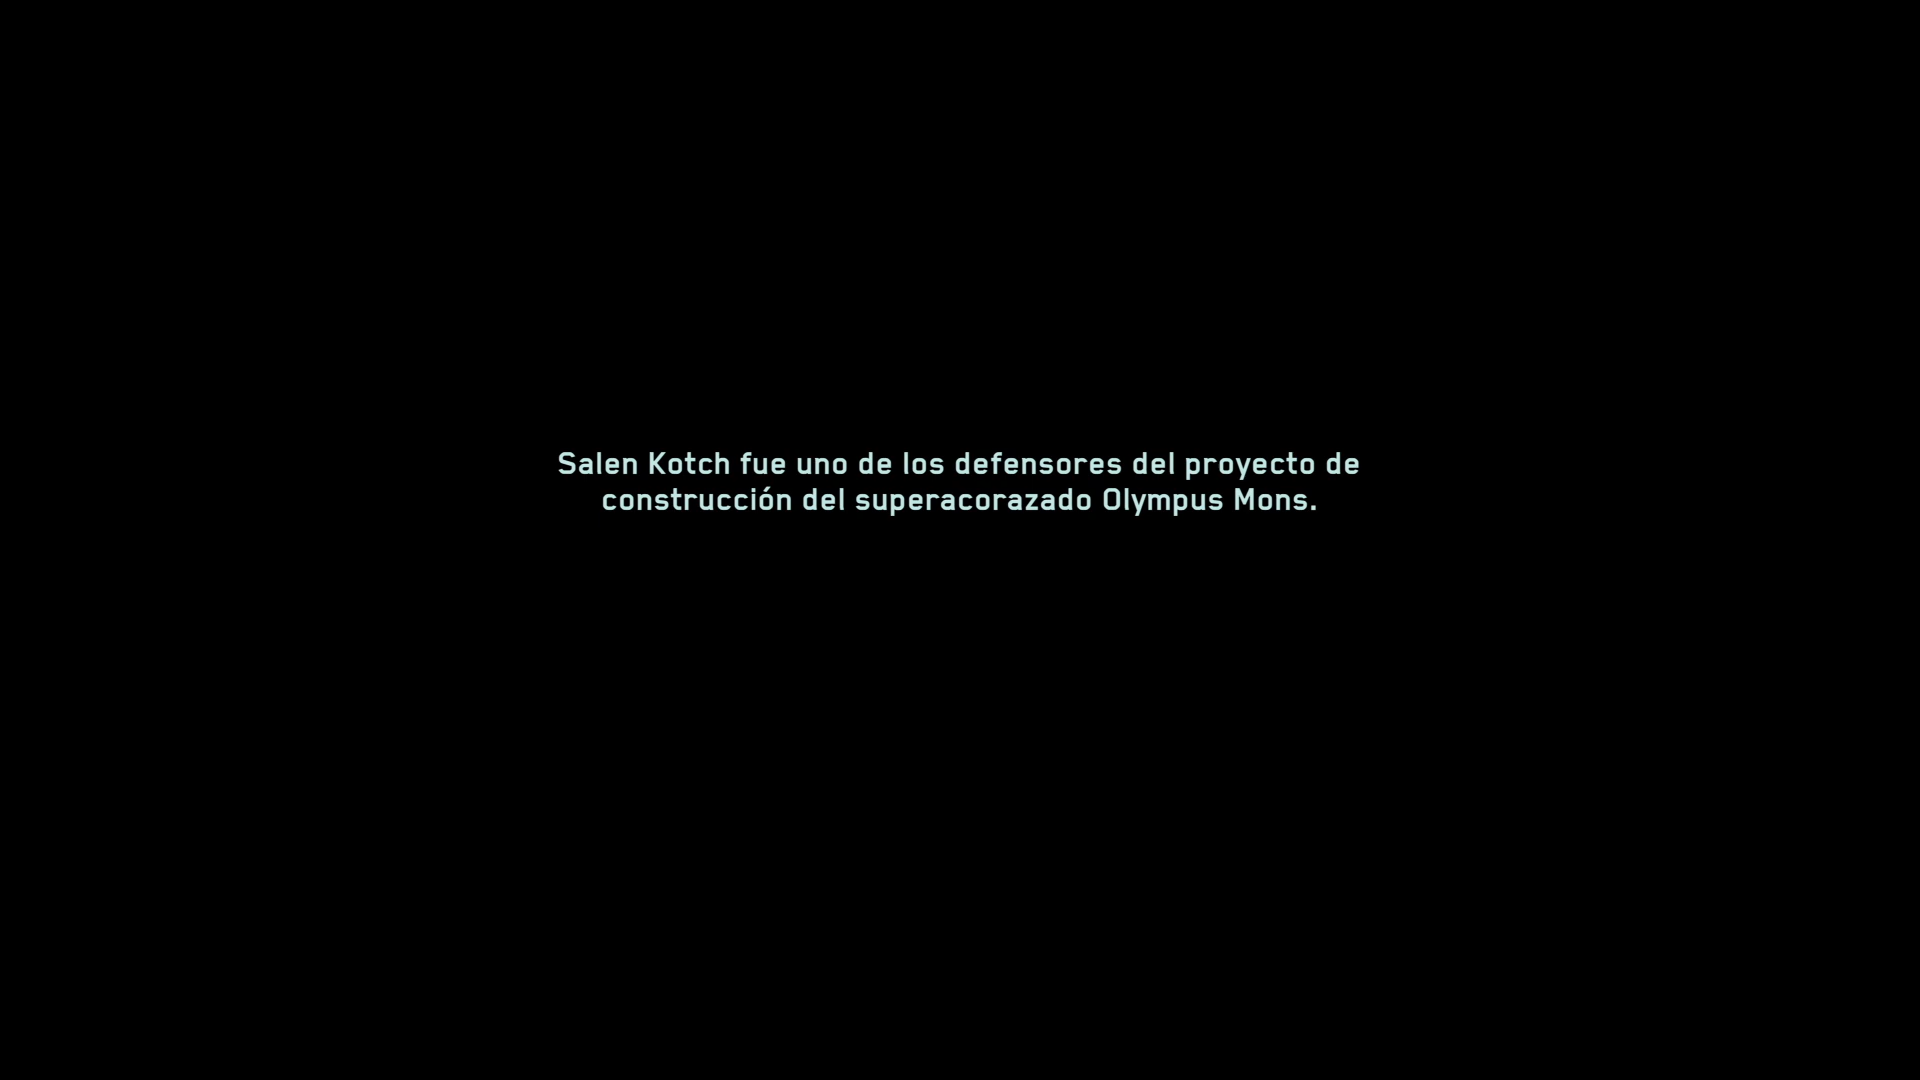 Salen Kotch fue uno de los defensores del proyecto de
construcción del superacorazado Olympus Mons.